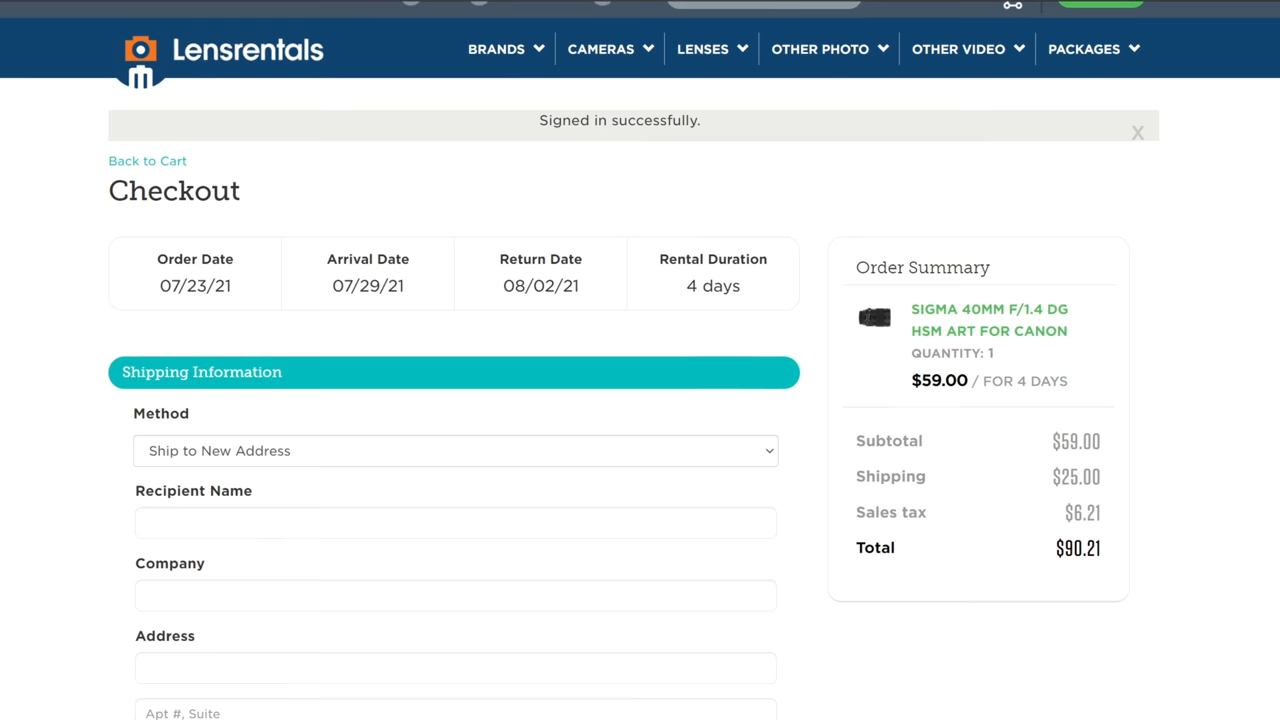 Lensrentals
BRANDS
CAMERAS
LENSES
OTHER PHOTO
OTHER VIDEO
PACKAGES
Signed in successfully.
X
Back to Cart
Checkout
Order Date
07/23/21
Arrival Date
07/29/21
Return Date
08/02/21
Rental Duration
4 days
Shipping Information
Method
Ship to New Address
Recipient Name
Company
Address
Apt #, Suite
Order Summary
SIGMA 40MM F/1.4 DG
HSM ART FOR CANON
QUANTITY: 1
$59.00 / FOR 4 DAYS
Subtotal $59.00
Shipping $25.00
Sales tax $6.21
Total $90.21